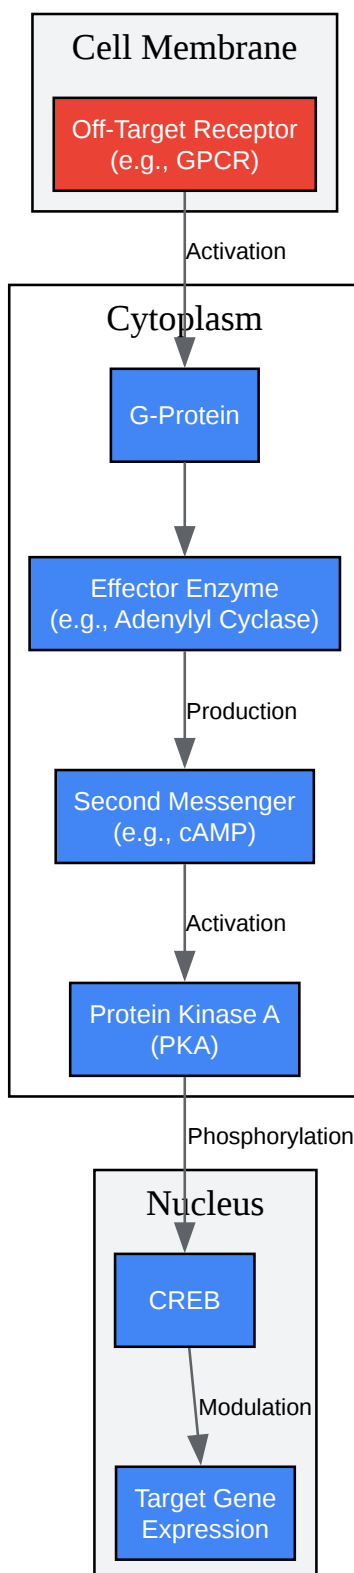 Cell Membrane
Off-Target Receptor
(e.g., GPCR)
Activation
Cytoplasm
G-Protein
Effector Enzyme
(e.g., Adenylyl Cyclase)
Production
Second Messenger
(e.g., cAMP)
Activation
Protein Kinase A
(PKA)
Phosphorylation
Nucleus
CREB
Modulation
Target Gene
Expression